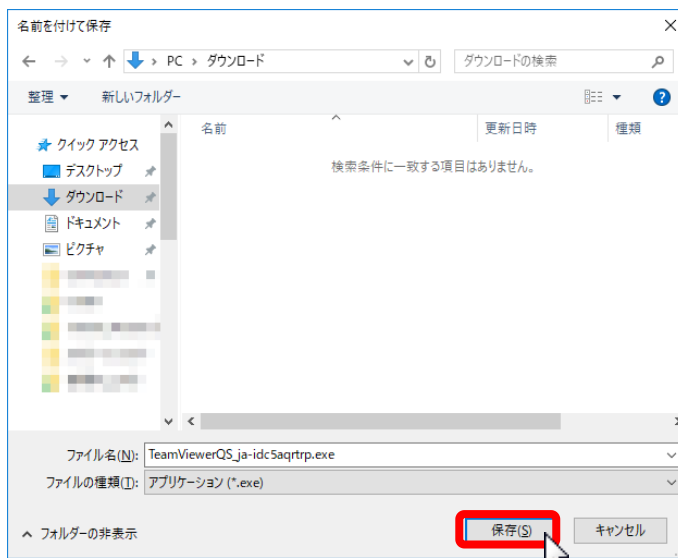 名前を付けて保存
PC › ダウンロード
ダウンロードの検索
整理
新しいフォルダー
名前
更新日時
種類
クイック アクセス
検索条件に一致する項目はありません。
デスクトップ
ダウンロード
ドキュメント
ピクチャ
ファイル名(N): TeamViewerQS_ja-idc5aqrtrp.exe
ファイルの種類(T): アプリケーション (*.exe)
フォルダーの非表示
保存(S)
キャンセル